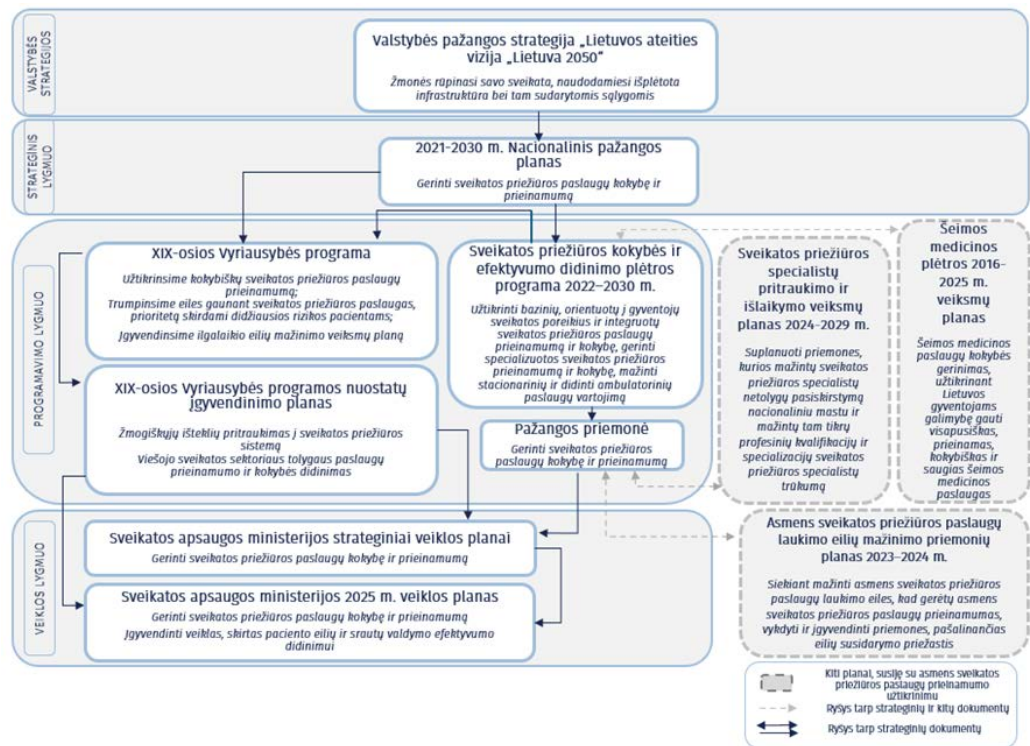 VALSTYBĖS
STRATEGIJOS
Valstybės pažangos strategija „Lietuvos ateities
vizija „Lietuva 2050“
Žmonės rūpinasi savo sveikata, naudodamiesi išplėtota
infrastruktūra bei tam sudarytomis sąlygomis
STRATEGINIS
LYGMUO
2021-2030 m. Nacionalinis pažangos
planas
Gerinti sveikatos priežiūros paslaugų kokybę ir
prieinamumą
PROGRAMAVIMO LYGMUO
XIX-osios Vyriausybės programa
Užtikrinsime kokybiškų sveikatos priežiūros paslaugų
prieinamumą;
Trumpinsime eiles gaunant sveikatos priežiūros paslaugas,
prioritetą skirdami didžiausios rizikos pacientams;
Įgyvendinsime ilgalaikio eilių mažinimo veiksmų planą
XIX-osios Vyriausybės programos nuostatų
įgyvendinimo planas
Žmogiškųjų išteklių pritraukimas į sveikatos priežiūros
sistemą
Viešojo sveikatos sektoriaus tolygaus paslaugų
prieinamumo ir kokybės didinimas
Sveikatos priežiūros kokybės ir
efektyvumo didinimo plėtros
programa 2022–2030 m.
Užtikrinti bazinių, orientuotų į gyventojų
sveikatos poreikius ir integruotų
sveikatos priežiūros paslaugų
prieinamumą ir kokybę, gerinti
specializuotos sveikatos priežiūros
prieinamumą ir kokybę, mažinti
stacionarinių ir didinti ambulatorinių
paslaugų vartojimą
Pažangos priemonė
Gerinti sveikatos priežiūros
paslaugų kokybę ir prieinamumą
Sveikatos priežiūros
specialistų
pritraukimo ir
išlaikymo veiksmų
planas 2024-2029 m.
Suplanuoti priemones,
kurios mažintų sveikatos
priežiūros specialistų
netolygų pasiskirstymą
nacionaliniu mastu ir
mažintų tam tikrų
profesinių kvalifikacijų ir
specializacijų sveikatos
priežiūros specialistų
trūkumą
Šeimos
medicinos
plėtros 2016-
2025 m.
veiksmų
planas
Šeimos medicinos
paslaugų kokybės
gerinimas,
užtikrinant
Lietuvos
gyventojams
galimybę gauti
visapusiškas,
prieinamas,
kokybiškas ir
saugias šeimos
medicinos
paslaugas
VEIKLOS LYGMUO
Sveikatos apsaugos ministerijos strateginiai veiklos planai
Gerinti sveikatos priežiūros paslaugų kokybę ir prieinamumą
Sveikatos apsaugos ministerijos 2025 m. veiklos planas
Gerinti sveikatos priežiūros paslaugų kokybę ir prieinamumą
Įgyvendinti veiklas, skirtas paciento eilių ir srautų valdymo efektyvumo
didinimui
Asmens sveikatos priežiūros paslaugų
laukimo eilių mažinimo priemonių
planas 2023–2024 m.
Siekiant mažinti asmens sveikatos priežiūros
paslaugų laukimo eiles, kad gerėtų asmens
sveikatos priežiūros paslaugų prieinamumas,
vykdyti ir įgyvendinti priemones, pašalinančias
eilių susidarymo priežastis
Kiti planai, susiję su asmens sveikatos
priežiūros paslaugų prieinamumo
užtikrinimu
Ryšys tarp strateginių ir kitų dokumentų
Ryšys tarp strateginių dokumentų